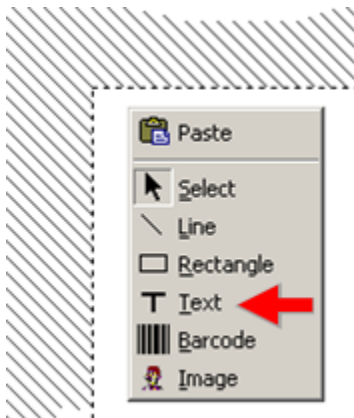 Paste
Select
Line
Rectangle
Text
Barcode
Image